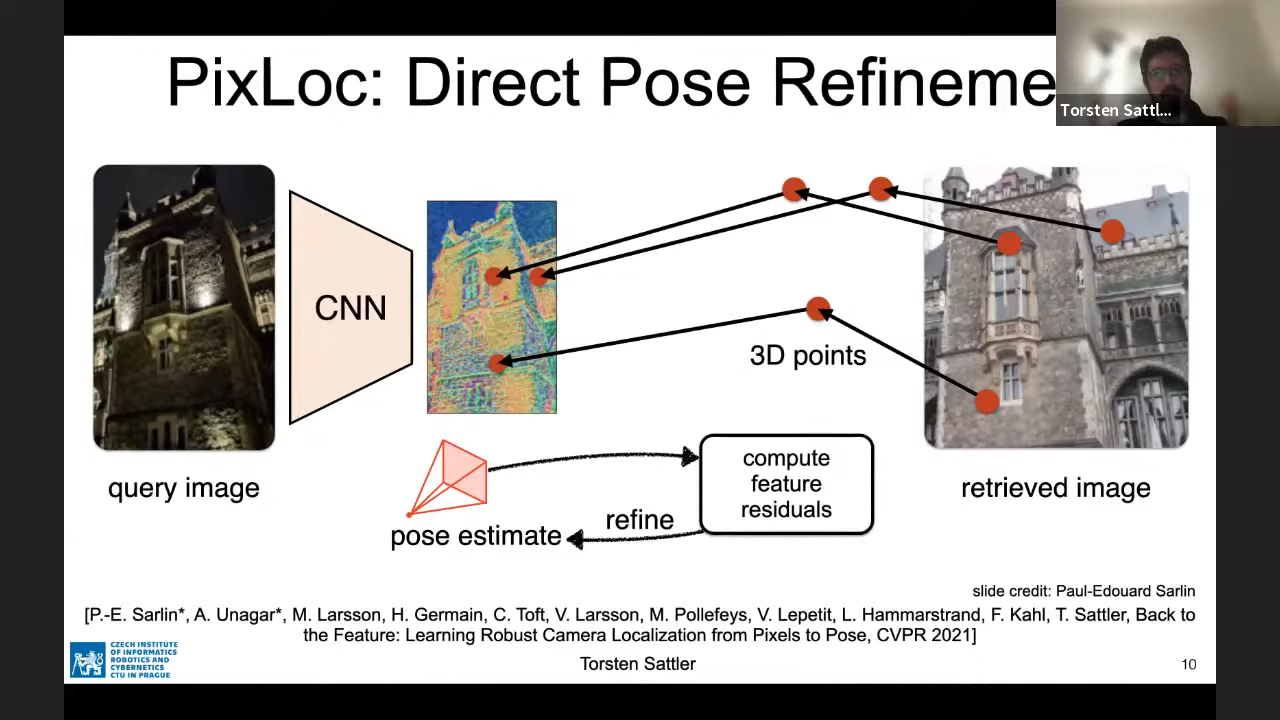 PixLoc: Direct Pose Refineme
Torsten Sattl...
CNN
3D points
query image
compute
feature
residuals
retrieved image
refine
pose estimate
slide credit: Paul-Edouard Sarlin
[P.-E. Sarlin*, A. Unagar*, M. Larsson, H. Germain, C. Toft, V. Larsson, M. Pollefeys, V. Lepetit, L. Hammarstrand, F. Kahl, T. Sattler, Back to
the Feature: Learning Robust Camera Localization from Pixels to Pose, CVPR 2021]
CZECH INSTITUTE
OF INFORMATICS
ROBOTICS AND
CYBERNETICS
CTU IN PRAGUE
Torsten Sattler
10